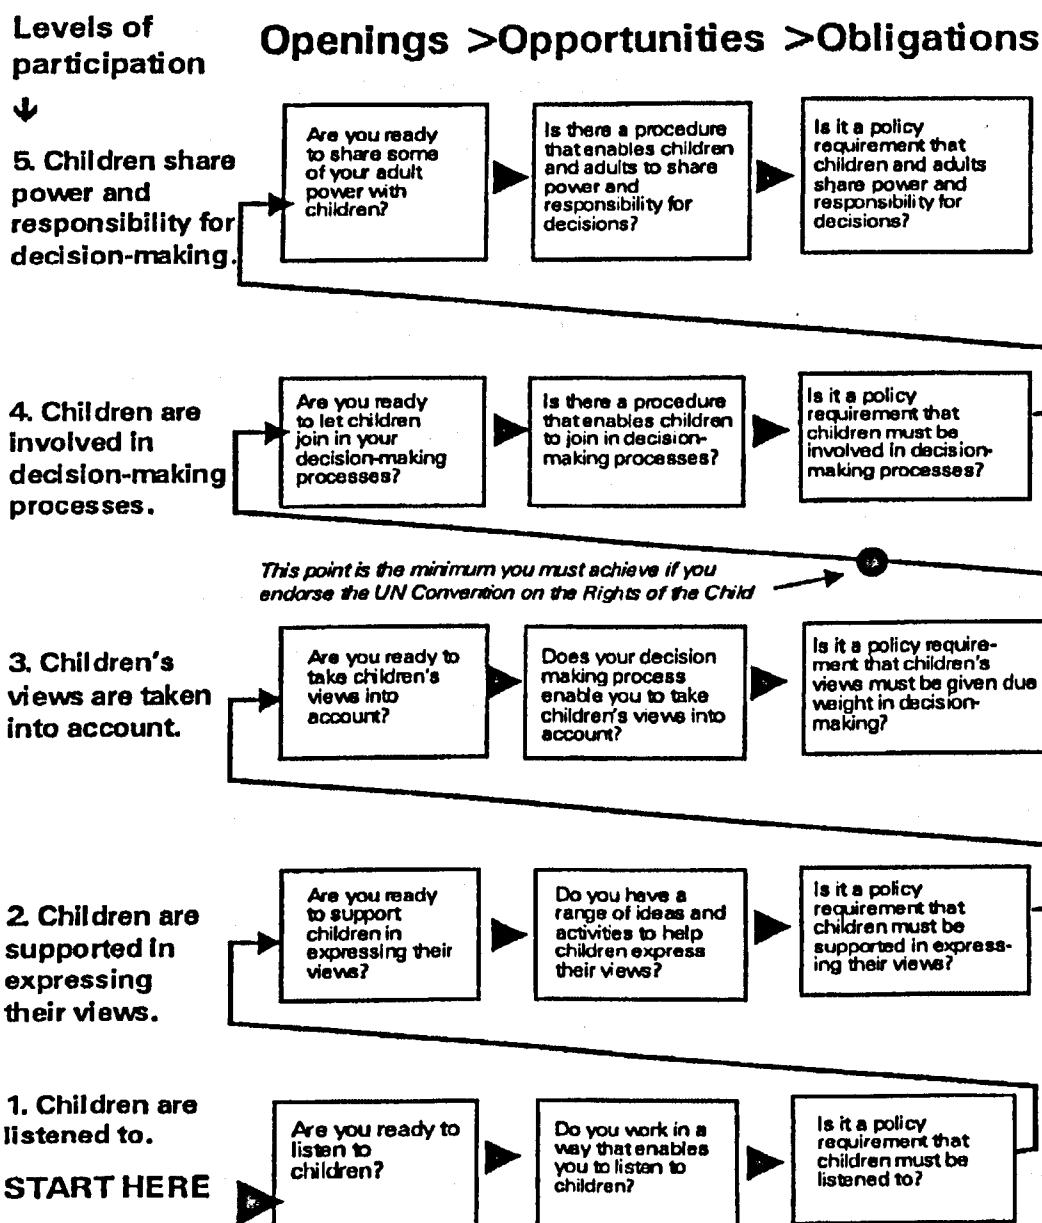 Levels of
participation
Openings >Opportunities >Obligations
5. Children share
power and
responsibility for
decision-making.
Are you ready
to share some
of your adult
power with
children?
Is there a procedure
that enables children
and adults to share
power and
responsibility for
decisions?
Is it a policy
requirement that
children and adults
share power and
responsibility for
decisions?
4. Children are
involved in
decision-making
processes.
Are you ready
to let children
join in your
decision-making
processes?
Is there a procedure
that enables children
to join in decision-
making processes?
Is it a policy
requirement that
children must be
involved in decision-
making processes?
This point is the minimum you must achieve if you
endorse the UN Convention on the Rights of the Child
3. Children's
views are taken
into account.
Are you ready to
take children's
views into
account?
Does your decision
making process
enable you to take
children's views into
account?
Is it a policy require-
ment that children's
views must be given due
weight in decision-
making?
2. Children are
supported in
expressing
their views.
Are you ready
to support
children in
expressing their
views?
Do you have a
range of ideas and
activities to help
children express
their views?
Is it a policy
requirement that
children must be
supported in express-
ing their views?
1. Children are
listened to.
START HERE
Are you ready to
listen to
children?
Do you work in a
way that enables
you to listen to
children?
Is it a policy
requirement that
children must be
listened to?